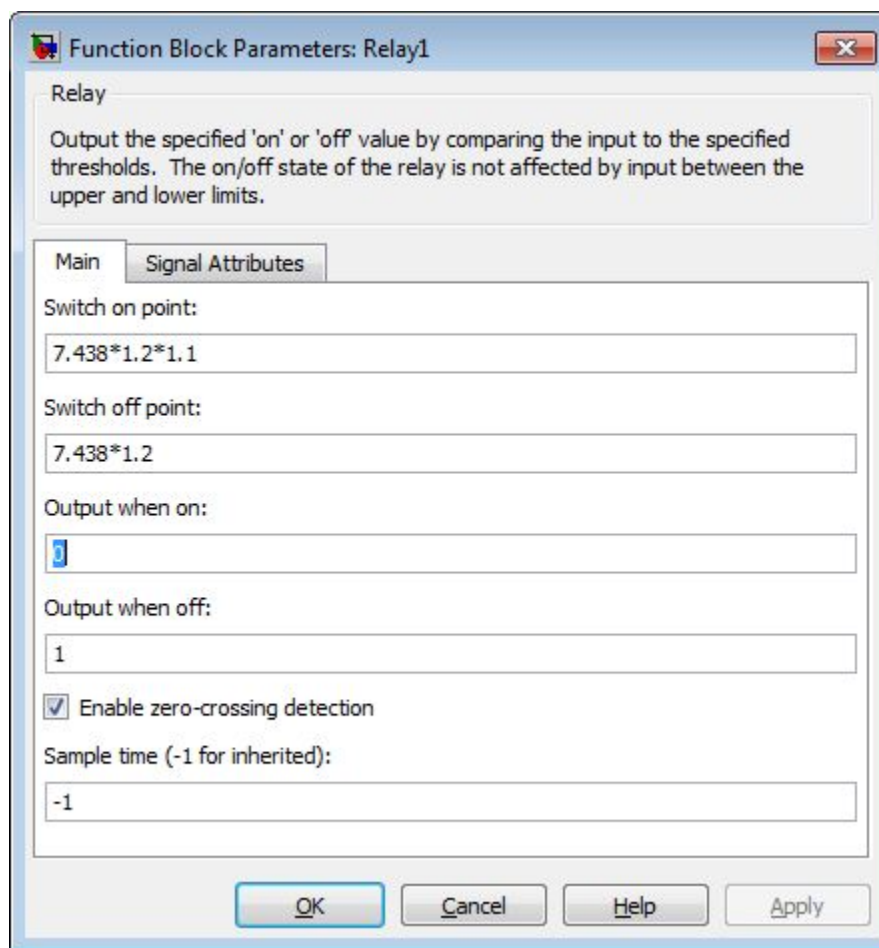 Function Block Parameters: Relay1
Relay
Output the specified 'on' or 'off' value by comparing the input to the specified
thresholds.  The on/off state of the relay is not affected by input between the
upper and lower limits.
Main
Signal Attributes
Switch on point:
7.438*1.2*1.1
Switch off point:
7.438*1.2
Output when on:
0
Output when off:
1
Enable zero-crossing detection
Sample time (-1 for inherited):
-1
OK
Cancel
Help
Apply